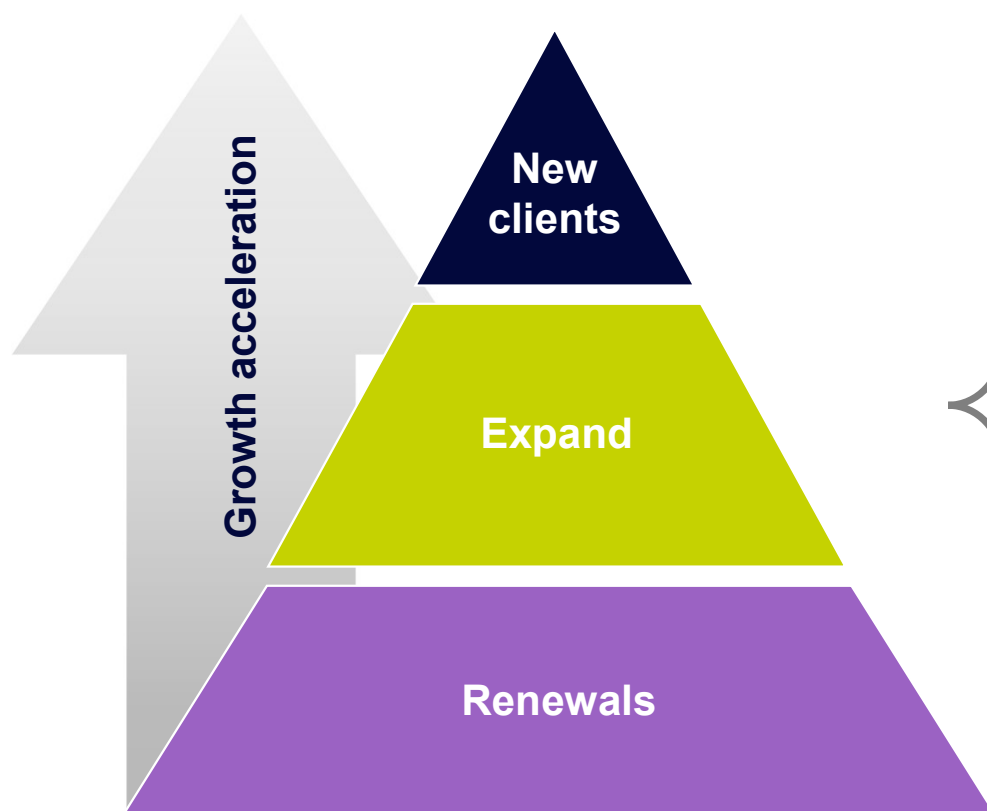 Growth acceleration
New
clients
Expand
Renewals